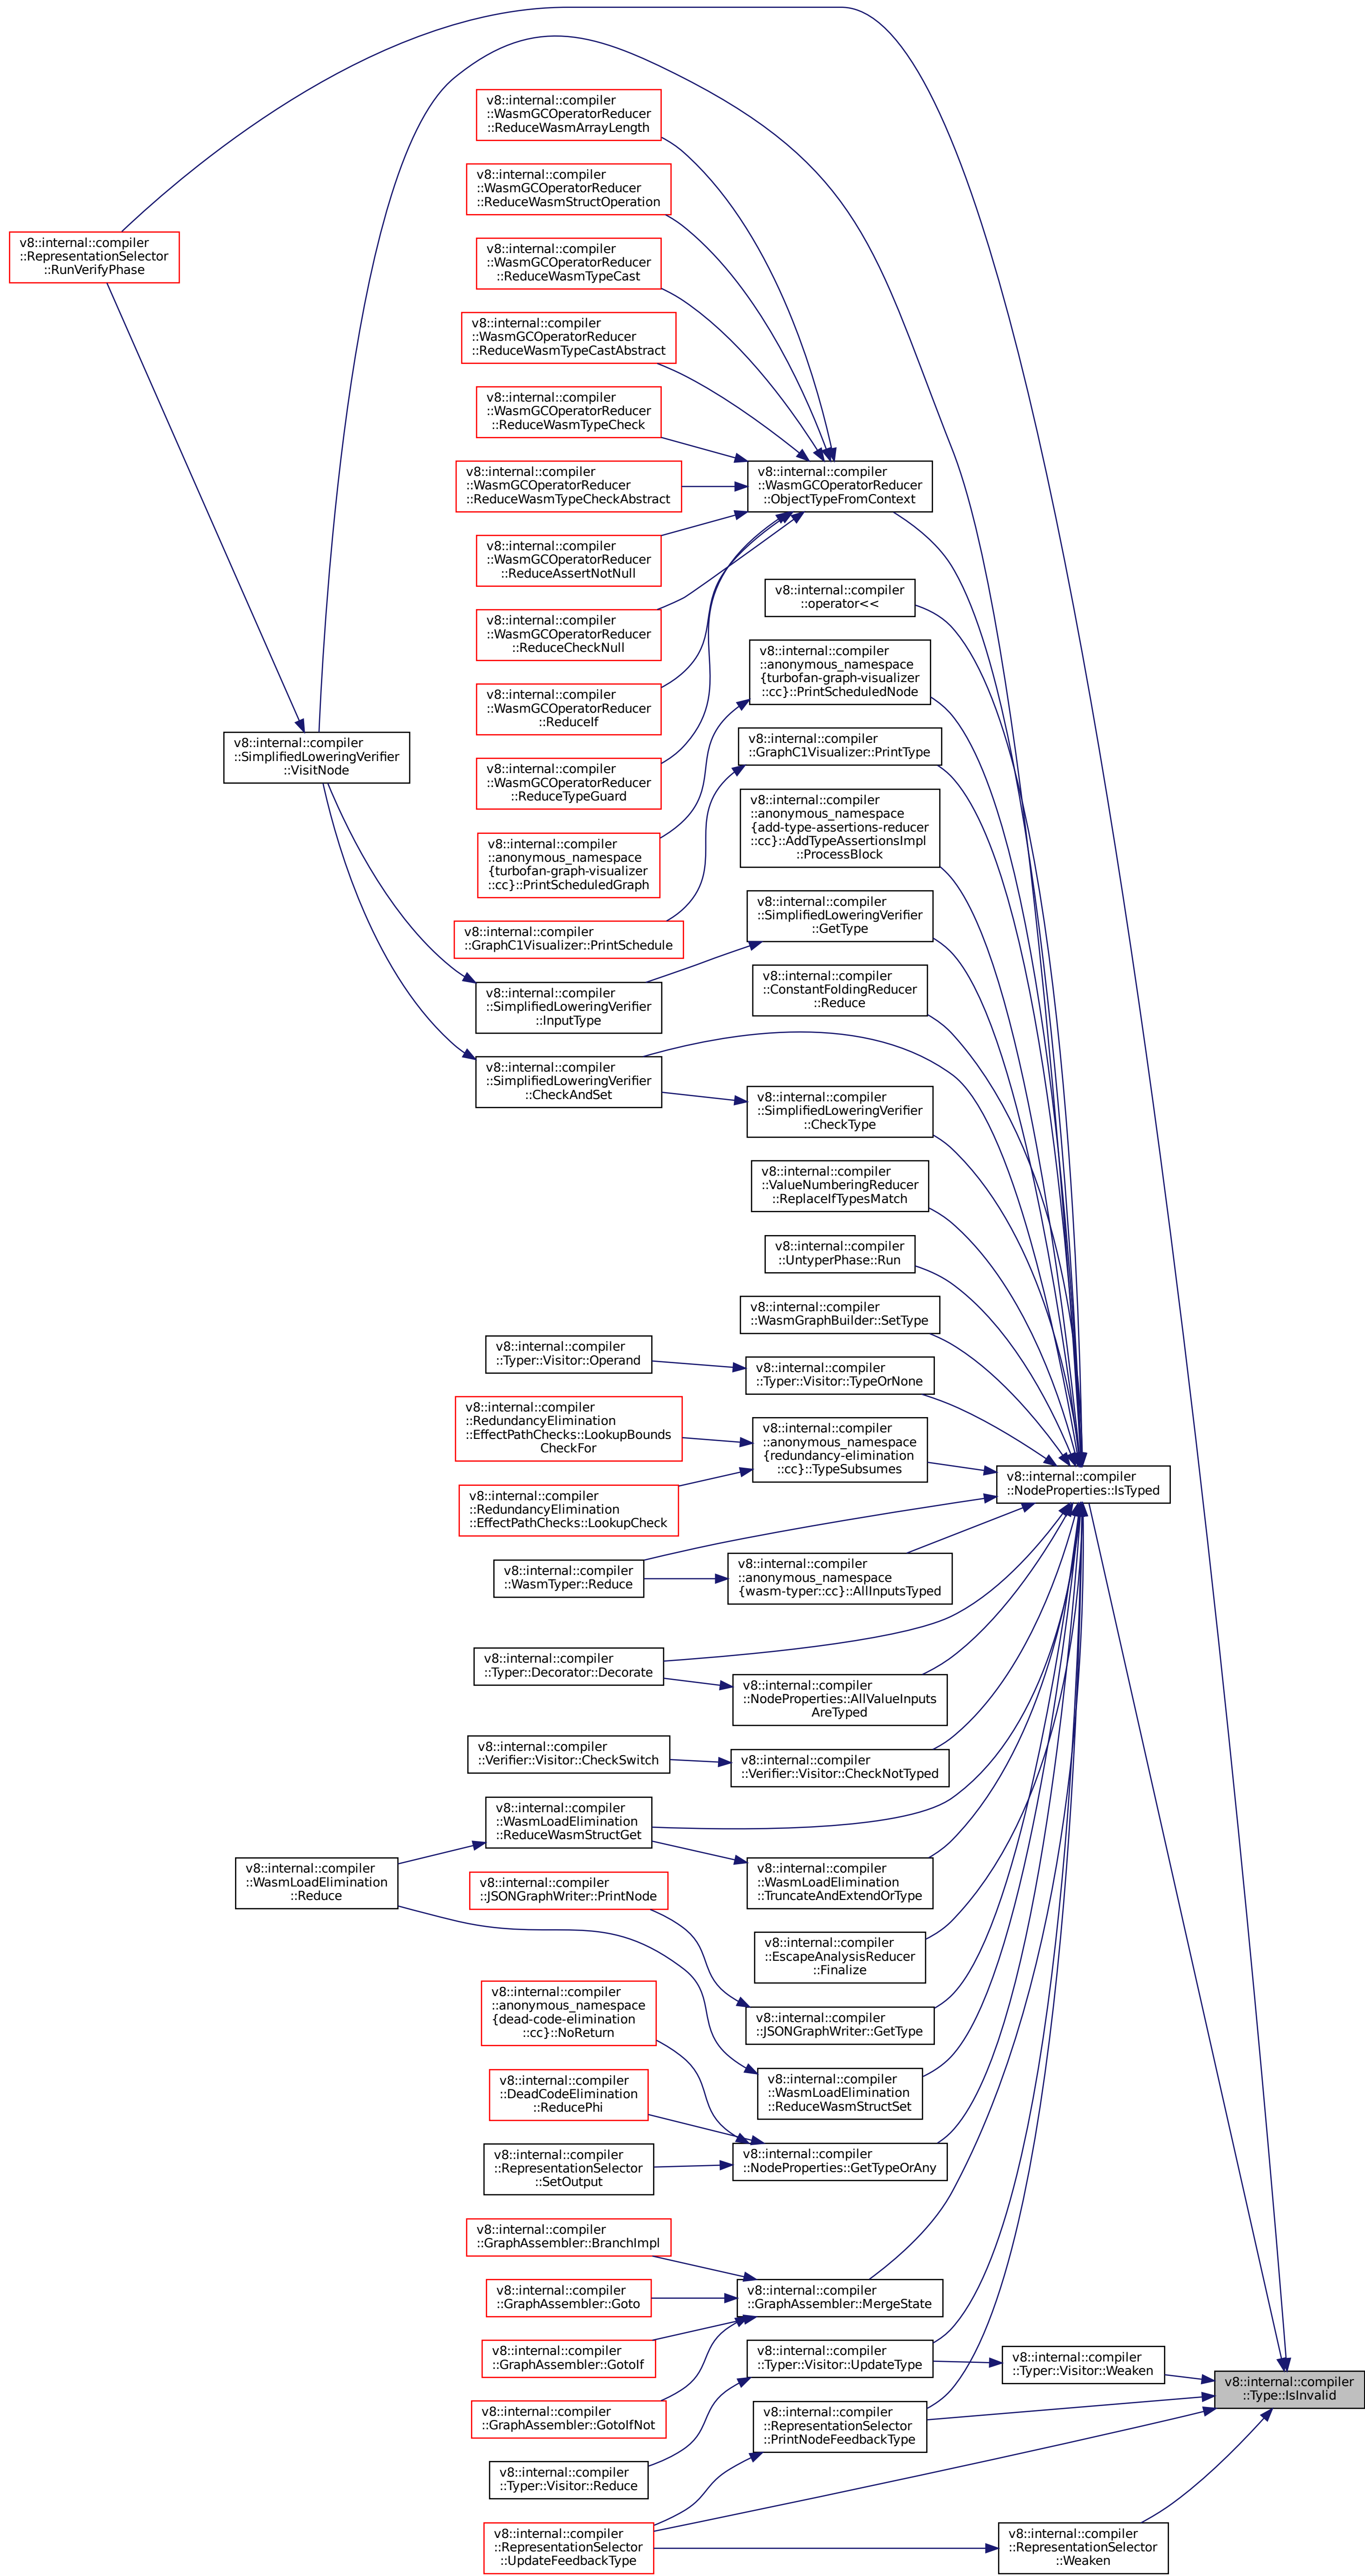 v8::internal::compiler
::WasmGCOperatorReducer
::ReduceWasmArrayLength
v8::internal::compiler
::WasmGCOperatorReducer
::ReduceWasmStructOperation
v8::internal::compiler
::RepresentationSelector
::RunVerifyPhase
v8::internal::compiler
::WasmGCOperatorReducer
::ReduceWasmTypeCast
v8::internal::compiler
::WasmGCOperatorReducer
::ReduceWasmTypeCastAbstract
v8::internal::compiler
::WasmGCOperatorReducer
::ReduceWasmTypeCheck
v8::internal::compiler
::WasmGCOperatorReducer
::ReduceWasmTypeCheckAbstract
v8::internal::compiler
::WasmGCOperatorReducer
::ObjectTypeFromContext
v8::internal::compiler
::WasmGCOperatorReducer
::ReduceAssertNotNull
v8::internal::compiler
::operator<<
v8::internal::compiler
::WasmGCOperatorReducer
::ReduceCheckNull
v8::internal::compiler
::anonymous_namespace
{turbofan-graph-visualizer
::cc}::PrintScheduledNode
v8::internal::compiler
::WasmGCOperatorReducer
::ReduceIf
v8::internal::compiler
::SimplifiedLoweringVerifier
::VisitNode
v8::internal::compiler
::GraphC1Visualizer::PrintType
v8::internal::compiler
::WasmGCOperatorReducer
::ReduceTypeGuard
v8::internal::compiler
::anonymous_namespace
{add-type-assertions-reducer
::cc}::AddTypeAssertionsImpl
::ProcessBlock
v8::internal::compiler
::anonymous_namespace
{turbofan-graph-visualizer
::cc}::PrintScheduledGraph
v8::internal::compiler
::SimplifiedLoweringVerifier
::GetType
v8::internal::compiler
::GraphC1Visualizer::PrintSchedule
v8::internal::compiler
::ConstantFoldingReducer
::Reduce
v8::internal::compiler
::SimplifiedLoweringVerifier
::InputType
v8::internal::compiler
::SimplifiedLoweringVerifier
::CheckAndSet
v8::internal::compiler
::SimplifiedLoweringVerifier
::CheckType
v8::internal::compiler
::ValueNumberingReducer
::ReplaceIfTypesMatch
v8::internal::compiler
::UntyperPhase::Run
v8::internal::compiler
::WasmGraphBuilder::SetType
v8::internal::compiler
::Typer::Visitor::Operand
v8::internal::compiler
::Typer::Visitor::TypeOrNone
v8::internal::compiler
::RedundancyElimination
::EffectPathChecks::LookupBounds
CheckFor
v8::internal::compiler
::anonymous_namespace
{redundancy-elimination
::cc}::TypeSubsumes
v8::internal::compiler
::NodeProperties::IsTyped
v8::internal::compiler
::RedundancyElimination
::EffectPathChecks::LookupCheck
v8::internal::compiler
::WasmTyper::Reduce
v8::internal::compiler
::anonymous_namespace
{wasm-typer::cc}::AllInputsTyped
v8::internal::compiler
::Typer::Decorator::Decorate
v8::internal::compiler
::NodeProperties::AllValueInputs
AreTyped
v8::internal::compiler
::Verifier::Visitor::CheckSwitch
v8::internal::compiler
::Verifier::Visitor::CheckNotTyped
v8::internal::compiler
::WasmLoadElimination
::ReduceWasmStructGet
v8::internal::compiler
::WasmLoadElimination
::Reduce
v8::internal::compiler
::WasmLoadElimination
::TruncateAndExtendOrType
v8::internal::compiler
::JSONGraphWriter::PrintNode
v8::internal::compiler
::EscapeAnalysisReducer
::Finalize
v8::internal::compiler
::anonymous_namespace
{dead-code-elimination
::cc}::NoReturn
v8::internal::compiler
::JSONGraphWriter::GetType
v8::internal::compiler
::DeadCodeElimination
::ReducePhi
v8::internal::compiler
::WasmLoadElimination
::ReduceWasmStructSet
v8::internal::compiler
::RepresentationSelector
::SetOutput
v8::internal::compiler
::NodeProperties::GetTypeOrAny
v8::internal::compiler
::GraphAssembler::BranchImpl
v8::internal::compiler
::GraphAssembler::Goto
v8::internal::compiler
::GraphAssembler::MergeState
v8::internal::compiler
::GraphAssembler::GotoIf
v8::internal::compiler
::Typer::Visitor::UpdateType
v8::internal::compiler
::Typer::Visitor::Weaken
v8::internal::compiler
::Type::IsInvalid
v8::internal::compiler
::GraphAssembler::GotoIfNot
v8::internal::compiler
::RepresentationSelector
::PrintNodeFeedbackType
v8::internal::compiler
::Typer::Visitor::Reduce
v8::internal::compiler
::RepresentationSelector
::UpdateFeedbackType
v8::internal::compiler
::RepresentationSelector
::Weaken